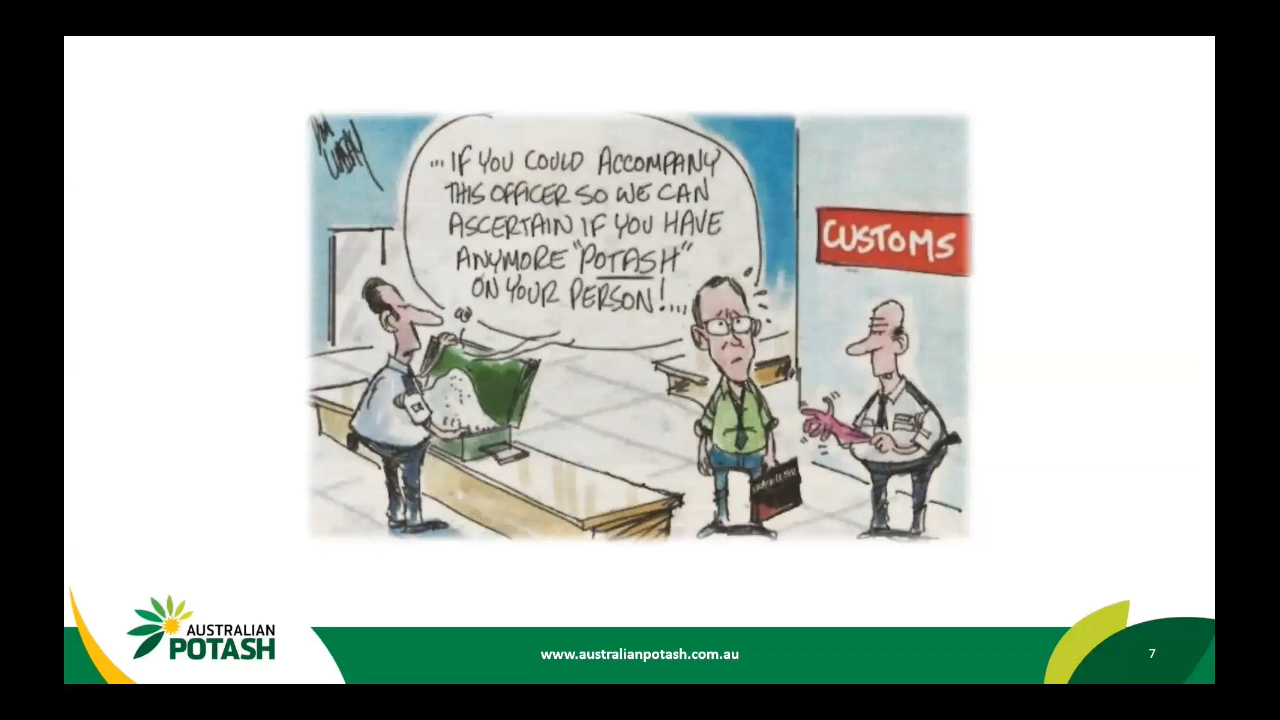 ...IF YOU COULD ACCOMPANY
THIS OFFICER SO WE CAN
ASCERTAIN IF YOU HAVE
ANYMORE "POTASH"
ON YOUR PERSON!...
CUSTOMS
AUSTRALIAN
POTASH
www.australianpotash.com.au
7